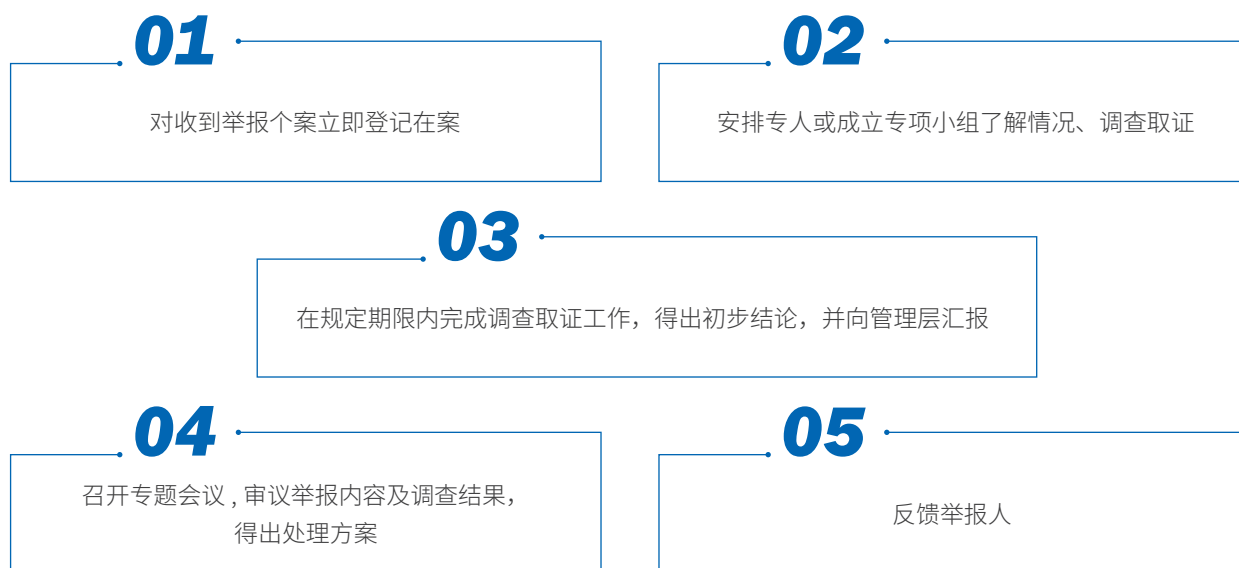 01
对收到举报个案立即登记在案
02
安排专人或成立专项小组了解情况、调查取证
03
在规定期限内完成调查取证工作，得出初步结论，并向管理层汇报
04
召开专题会议 , 审议举报内容及调查结果，
得出处理方案
05
反馈举报人